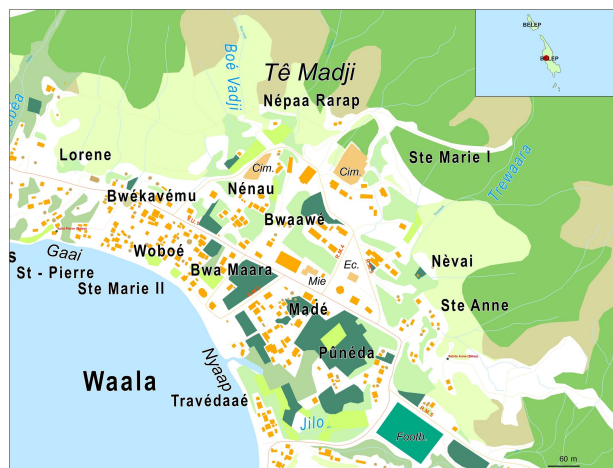 BELEP
BELEP
Boé Vadji
Tê Madji
Népaa Rarap
Lorene
Cim.
Cim.
Ste Marie I
Trewaara
Bwékavému
Nénau
Bwaawé
Gaai
Woboé
St - Pierre
Bwa Maara
Ec.
Nèvai
Ste Marie II
Mie
Ste Anne
Madé
Nyaap
Pûnéda
Waala
Travédaaé
Jilo
Footb.
60 m